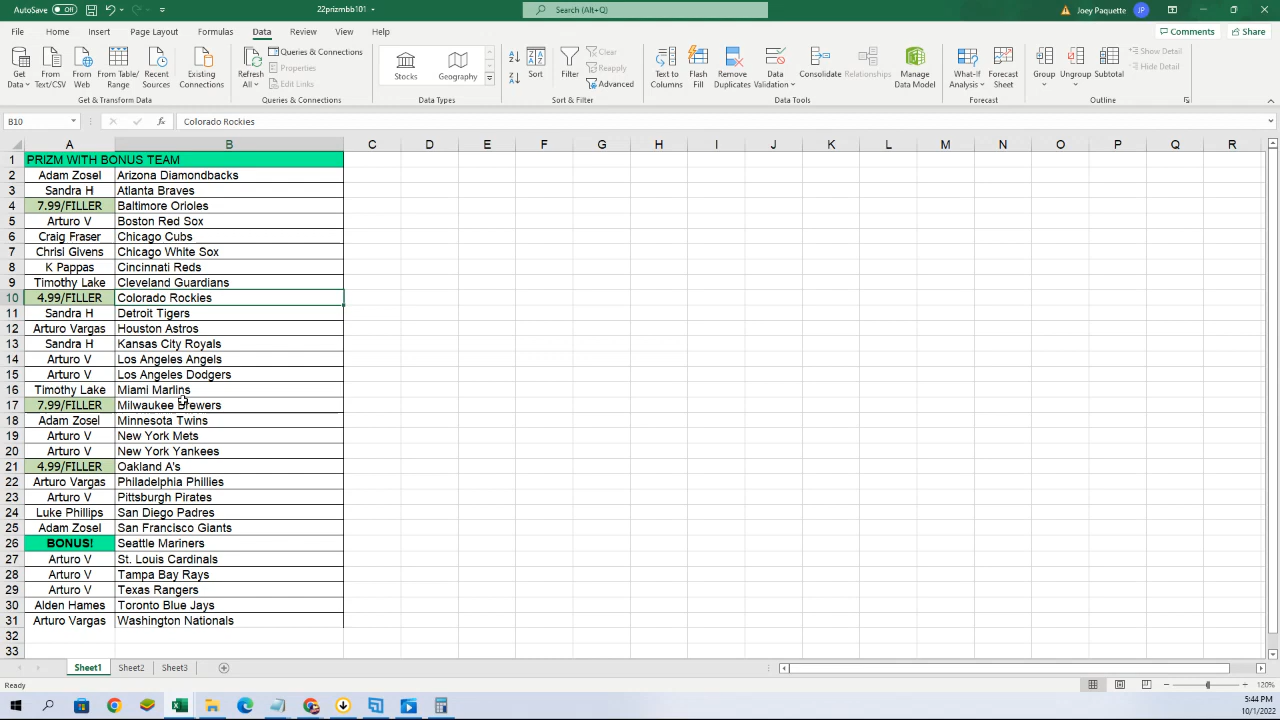 AutoSave Off 22prizmbb101 Search (Alt+Q) Joey Paquette JP
File Home Insert Page Layout Formulas Data Review View Help Comments Share
Get Data From Text/CSV From Web From Table/Range Recent Sources Existing Connections Refresh All Queries & Connections Properties Edit Links Stocks Geography Sort Filter Clear Reapply Advanced Text to Columns Flash Fill Remove Duplicates Data Validation Consolidate Relationships Manage Data Model What-If Analysis Forecast Sheet Group Ungroup Subtotal Show Detail Hide Detail
Get & Transform Data Queries & Connections Data Types Sort & Filter Data Tools Forecast Outline
B10 fx Colorado Rockies
A B C D E F G H I J K L M N O P Q R
1 PRIZM WITH BONUS TEAM
2 Adam Zosel Arizona Diamondbacks
3 Sandra H Atlanta Braves
4 7.99/FILLER Baltimore Orioles
5 Arturo V Boston Red Sox
6 Craig Fraser Chicago Cubs
7 Chrisl Givens Chicago White Sox
8 K Pappas Cincinnati Reds
9 Timothy Lake Cleveland Guardians
10 4.99/FILLER Colorado Rockies
11 Sandra H Detroit Tigers
12 Arturo Vargas Houston Astros
13 Sandra H Kansas City Royals
14 Arturo V Los Angeles Angels
15 Arturo V Los Angeles Dodgers
16 Timothy Lake Miami Marlins
17 7.99/FILLER Milwaukee Brewers
18 Adam Zosel Minnesota Twins
19 Arturo V New York Mets
20 Arturo V New York Yankees
21 4.99/FILLER Oakland A's
22 Arturo Vargas Philadelphia Phillies
23 Arturo V Pittsburgh Pirates
24 Luke Phillips San Diego Padres
25 Adam Zosel San Francisco Giants
26 BONUS! Seattle Mariners
27 Arturo V St. Louis Cardinals
28 Arturo V Tampa Bay Rays
29 Arturo V Texas Rangers
30 Alden Hames Toronto Blue Jays
31 Arturo Vargas Washington Nationals
32
33
Sheet1 Sheet2 Sheet3
Ready 120%
5:44 PM
10/1/2022